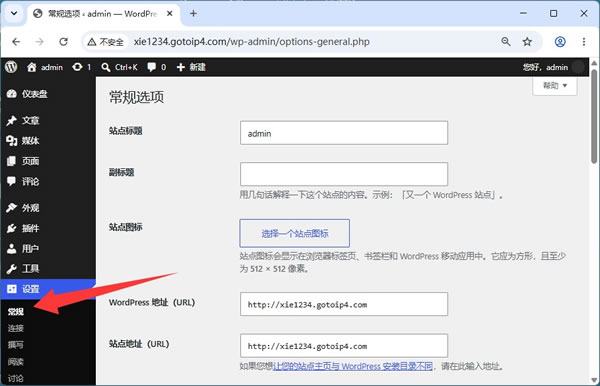 常规选项 ‹ admin — WordPre
不安全 xie1234.gotoip4.com/wp-admin/options-general.php
admin 1 Ctrl+K 0 新建 您好，admin
仪表盘
文章
媒体
页面
评论
外观
插件
用户
工具
设置
常规
连接
撰写
阅读
讨论
帮助
常规选项
站点标题 admin
副标题
用几句话解释一下这个站点的内容。示例：「又一个 WordPress 站点」。
站点图标 选择一个站点图标
站点图标会显示在浏览器标签页、书签栏和 WordPress 移动应用中。它应为方形，且至少
为 512 × 512 像素。
WordPress 地址（URL） http://xie1234.gotoip4.com
站点地址（URL） http://xie1234.gotoip4.com
如果您想让您的站点主页与 WordPress 安装目录不同，请在此输入地址。